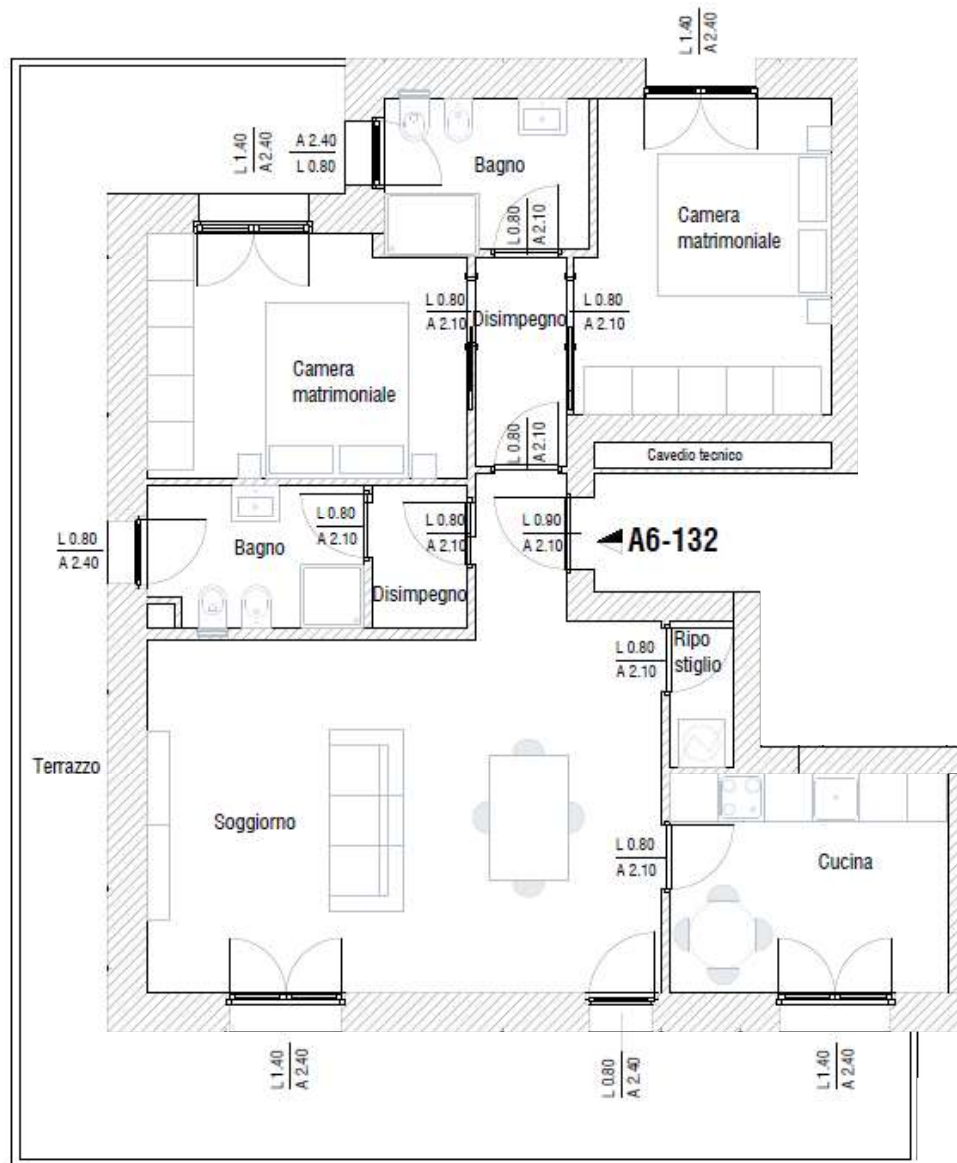 L 1.40
A 2.40
L 1.40
A 2.40
A 2.40
L 0.80
Bagno
L 0.80
A 2.10
Camera
matrimoniale
L 0.80
A 2.10
Disimpegno
L 0.80
A 2.10
Camera
matrimoniale
L 0.80
A 2.10
Cavedio tecnico
L 0.80
A 2.40
Bagno
L 0.80
A 2.10
L 0.80
A 2.10
L 0.90
A 2.10
A6-132
Disimpegno
L 0.80
A 2.10
Ripo
stiglio
Terrazzo
Soggiorno
L 0.80
A 2.10
Cucina
L 1.40
A 2.40
L 0.80
A 2.40
L 1.40
A 2.40